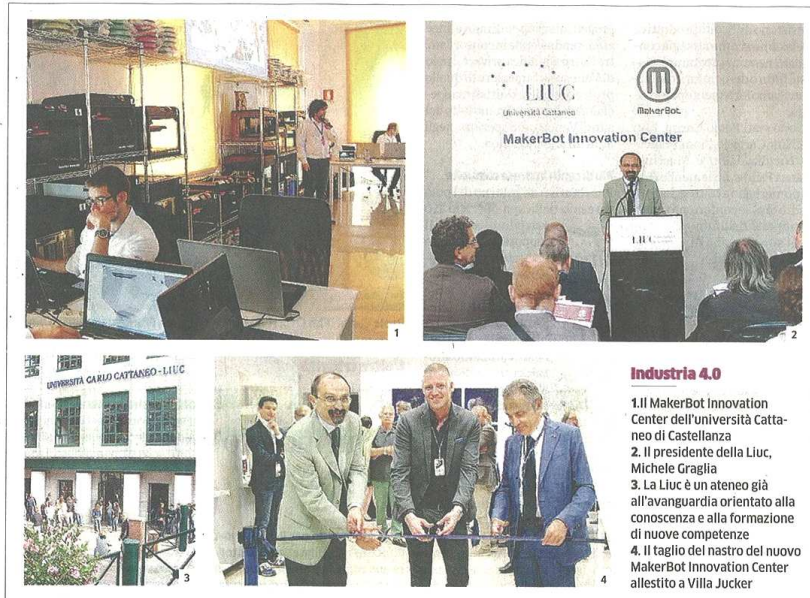 LIUC
Università Cattaneo
MakerBot.
MakerBot Innovation Center
LIUC
1
2
UNIVERSITÀ CARLO CATTANEO - LIUC
3
4
Industria 4.0
1.Il MakerBot Innovation
Center dell'università Catta-
neo di Castellanza
2. Il presidente della Liuc,
Michele Graglia
3. La Liuc è un ateneo già
all'avanguardia orientato alla
conoscenza e alla formazione
di nuove competenze
4. Il taglio del nastro del nuovo
MakerBot Innovation Center
allestito a Villa Jucker